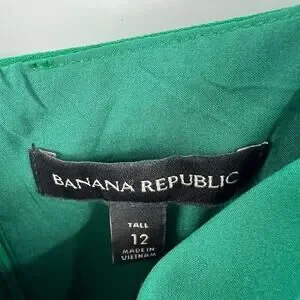 BANANA REPUBLIC
TALL
12
MADE IN
VIETNAM